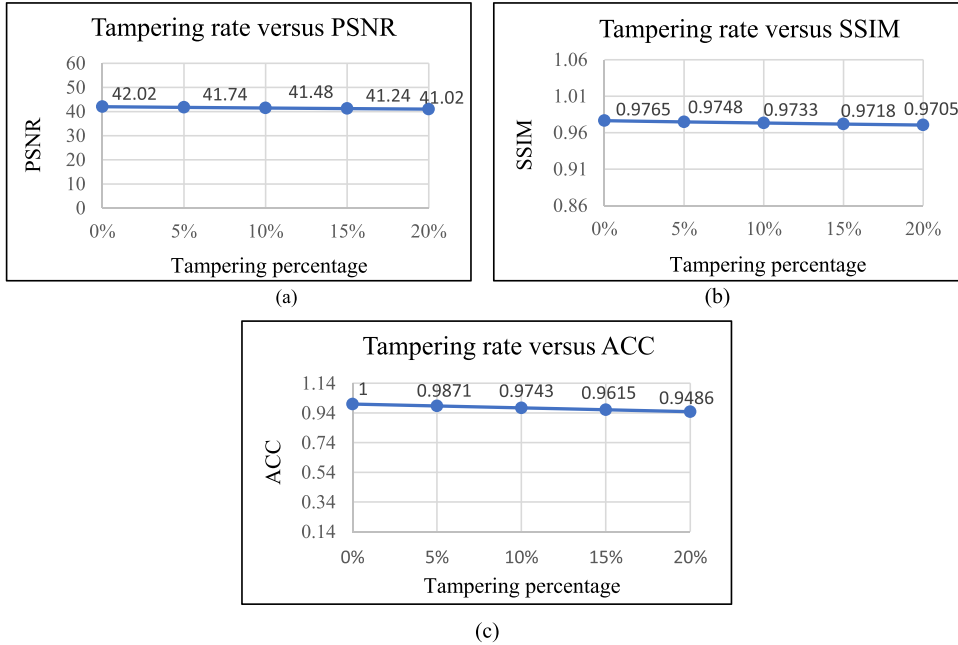 Tampering rate versus PSNR
60
50
40
30
20
10
0
PSNR
42.02 41.74 41.48 41.24 41.02
0% 5% 10% 15% 20%
Tampering percentage
(a)
Tampering rate versus SSIM
1.06
1.01
0.96
0.91
0.86
SSIM
0.9765 0.9748 0.9733 0.9718 0.9705
0% 5% 10% 15% 20%
Tampering percentage
(b)
Tampering rate versus ACC
1.14
0.94
0.74
0.54
0.34
0.14
ACC
1 0.9871 0.9743 0.9615 0.9486
0% 5% 10% 15% 20%
Tampering percentage
(c)